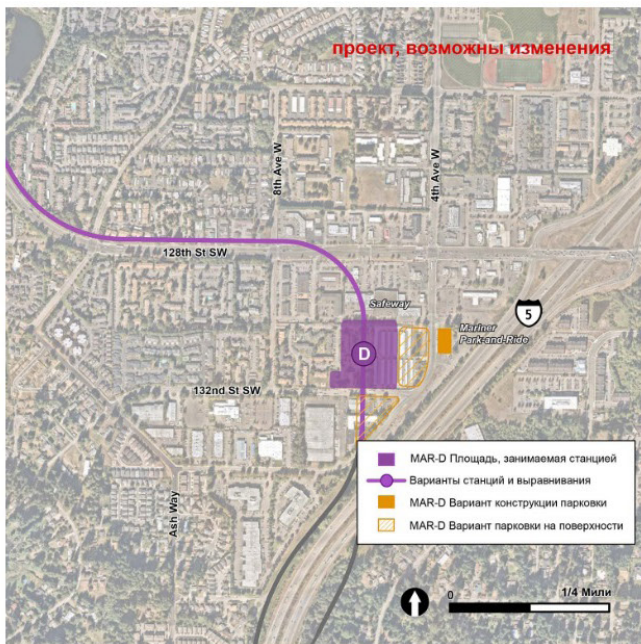 проект, возможны изменения
8th Ave W
4th Ave W
128th St SW
Safeway
5
Mariner
Park-and-Ride
D
132nd St SW
Ash Way
MAR-D Площадь, занимаемая станцией
Варианты станций и выравнивания
MAR-D Вариант конструкции парковки
MAR-D Вариант парковки на поверхности
0
1/4 Мили